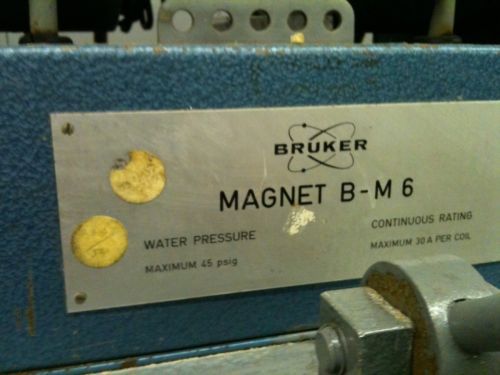 BRUKER
MAGNET B-M 6
WATER PRESSURE
MAXIMUM 45 psig
CONTINUOUS RATING
MAXIMUM 30 A PER COIL